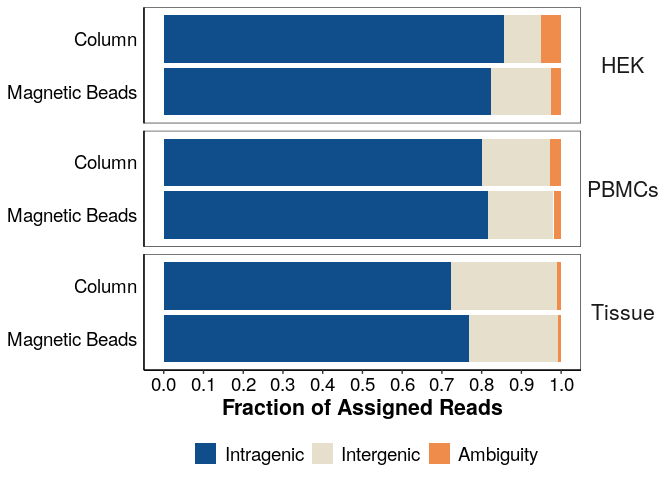 Column
Magnetic Beads
HEK
Column
Magnetic Beads
PBMCs
Column
Magnetic Beads
Tissue
0.0 0.1 0.2 0.3 0.4 0.5 0.6 0.7 0.8 0.9 1.0
Fraction of Assigned Reads
Intragenic Intergenic Ambiguity